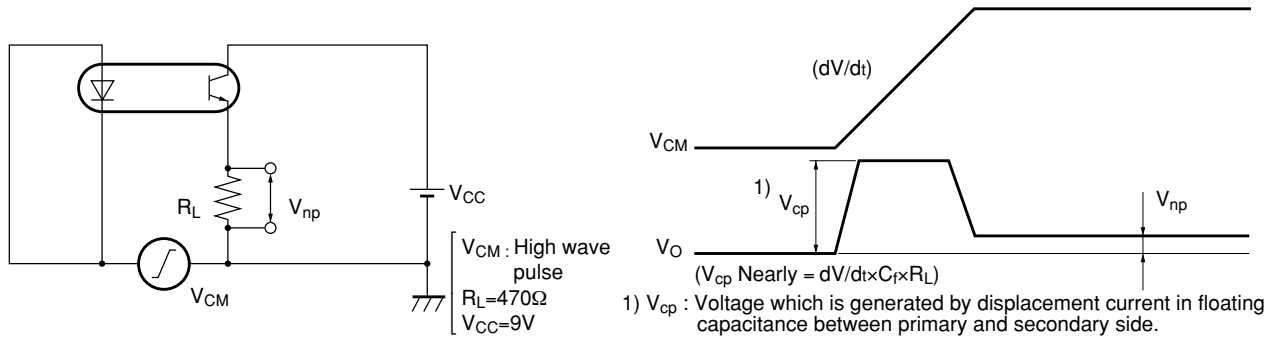 R_L
V_np
V_CC
V_CM
V_CM : High wave
pulse
R_L=470Ω
V_CC=9V
(dV/dt)
V_CM
1) V_cp
V_np
V_O
(V_cp Nearly = dV/dt×C_f×R_L)
1) V_cp : Voltage which is generated by displacement current in floating
capacitance between primary and secondary side.